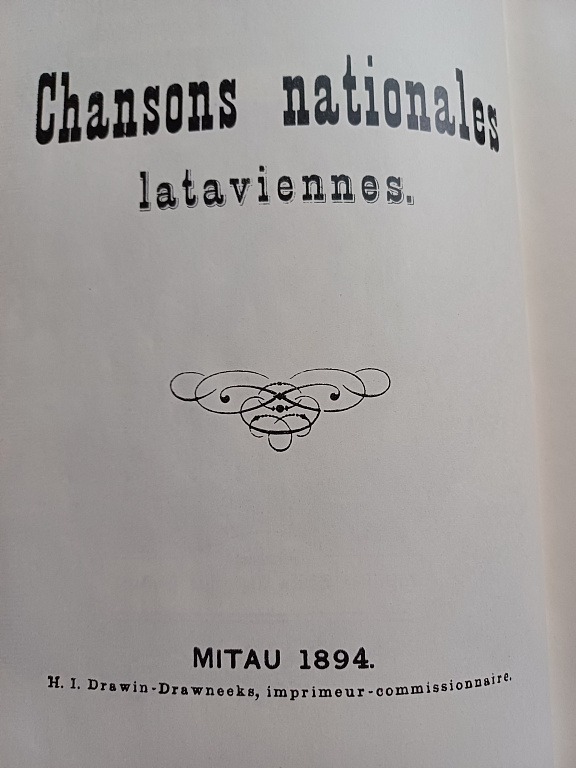 Chansons nationales
lataviennes.
MITAU 1894.
H. I. Drawin-Drawneeks, imprimeur-commissionnaire.